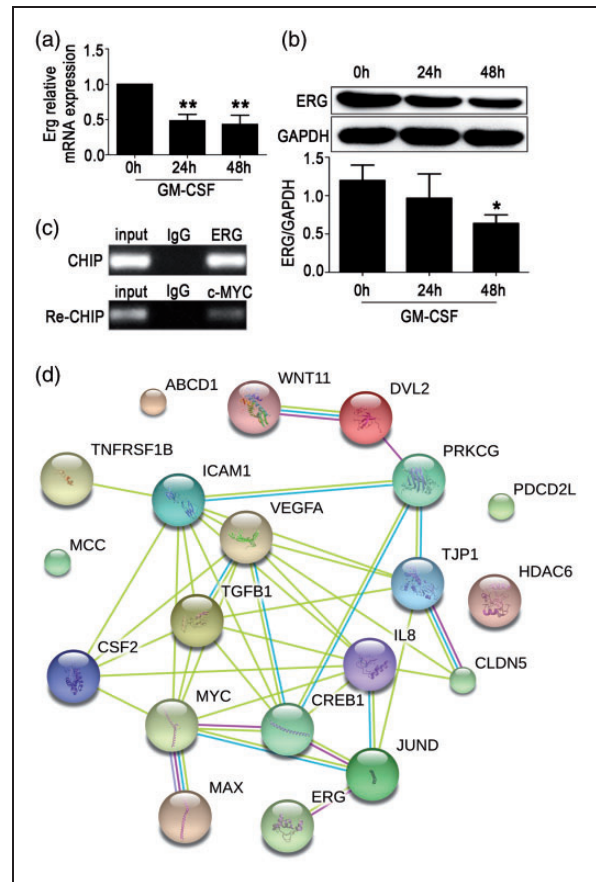 (a)
Erg relative
mRNA expression
1.5
1.0
0.5
0.0
** **
0h 24h 48h
GM-CSF
(b)
0h 24h 48h
ERG
GAPDH
ERG/GAPDH
1.5
1.0
0.5
0.0
*
0h 24h 48h
GM-CSF
(c)
input IgG ERG
CHIP
input IgG c-MYC
Re-CHIP
(d)
ABCD1
WNT11
DVL2
TNFRSF1B
ICAM1
PRKCG
VEGFA
PDCD2L
MCC
TJP1
HDAC6
TGFB1
IL8
CSF2
CLDN5
MYC
CREB1
JUND
MAX
ERG